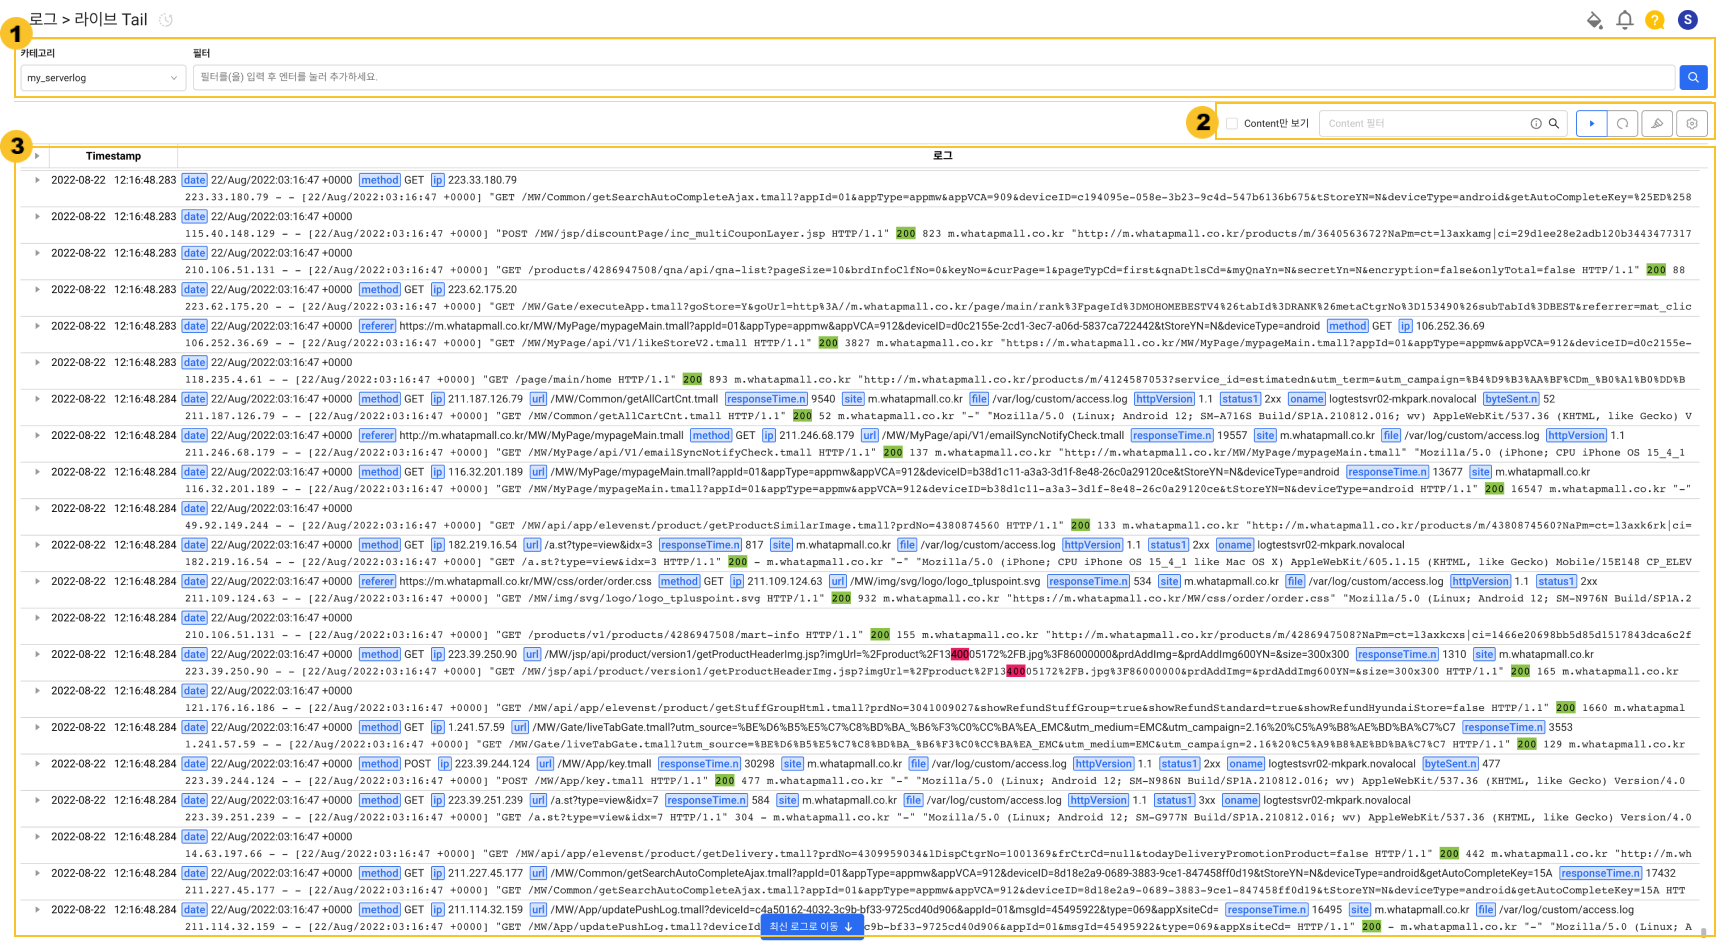 로그 > 라이브 Tail
?
S
1
카테고리
필터
my_serverlog
필터를(을) 입력 후 엔터를 눌러 추가하세요.
2
Content만 보기
Content 필터
3
Timestamp
로그
2022-08-22 12:16:48.283 date 22/Aug/2022:03:16:47 +0000 method GET ip 223.33.180.79
223.33.180.79 - - [22/Aug/2022:03:16:47 +0000] "GET /MW/Common/getSearchAutoCompleteAjax.tmall?appId=01&appType=appmw&appVCA=909&deviceID=c194095e-058e-3b23-9c4d-547b6136b675&tStoreYN=N&deviceType=android&getAutoCompleteKey=%25ED%258
2022-08-22 12:16:48.283 date 22/Aug/2022:03:16:47 +0000
115.40.148.129 - - [22/Aug/2022:03:16:47 +0000] "POST /MW/jsp/discountPage/inc_multiCouponLayer.jsp HTTP/1.1" 200 823 m.whatapmall.co.kr "http://m.whatapmall.co.kr/products/m/3640563672?NaPm=ct=l3axkamg|ci=29d1ee28e2adb120b3443477317
2022-08-22 12:16:48.283 date 22/Aug/2022:03:16:47 +0000
210.106.51.131 - - [22/Aug/2022:03:16:47 +0000] "GET /products/4286947508/qna/api/qna-list?pageSize=10&brdInfoClfNo=0&keyNo=&curPage=1&pageTypCd=first&qnaDtlsCd=&myQnaYn=N&secretYn=N&encryption=false&onlyTotal=false HTTP/1.1" 200 88
2022-08-22 12:16:48.283 date 22/Aug/2022:03:16:47 +0000 method GET ip 223.62.175.20
223.62.175.20 - - [22/Aug/2022:03:16:47 +0000] "GET /MW/Gate/executeApp.tmall?goStore=Y&goUrl=http%3A//m.whatapmall.co.kr/page/main/rank%3FpageId%3DMOHOMEBESTV4%26tabId%3DRANK%26metaCtgrNo%3D153490%26subTabId%3DBEST&referrer=mat_clic
2022-08-22 12:16:48.283 date 22/Aug/2022:03:16:47 +0000 referer https://m.whatapmall.co.kr/MW/MyPage/mypageMain.tmall?appId=01&appType=appmw&appVCA=912&deviceID=d0c2155e-2cd1-3ec7-a06d-5837ca722442&tStoreYN=N&deviceType=android method GET ip 106.252.36.69
106.252.36.69 - - [22/Aug/2022:03:16:47 +0000] "GET /MW/MyPage/api/V1/likeStoreV2.tmall HTTP/1.1" 200 3827 m.whatapmall.co.kr "https://m.whatapmall.co.kr/MW/MyPage/mypageMain.tmall?appId=01&appType=appmw&appVCA=912&deviceID=d0c2155e-
2022-08-22 12:16:48.283 date 22/Aug/2022:03:16:47 +0000
118.235.4.61 - - [22/Aug/2022:03:16:47 +0000] "GET /page/main/home HTTP/1.1" 200 893 m.whatapmall.co.kr "http://m.whatapmall.co.kr/products/m/4124587053?service_id=estimatedn&utm_term=&utm_campaign=%B4%D9%B3%AA%BF%CDm_%B0%A1%B0%DD%B
2022-08-22 12:16:48.284 date 22/Aug/2022:03:16:47 +0000 method GET ip 211.187.126.79 url /MW/Common/getAllCartCnt.tmall responseTime.n 9540 site m.whatapmall.co.kr file /var/log/custom/access.log httpVersion 1.1 status1 2xx oname logtestsvr02-mkpark.novalocal byteSent.n 52
211.187.126.79 - - [22/Aug/2022:03:16:47 +0000] "GET /MW/Common/getAllCartCnt.tmall HTTP/1.1" 200 52 m.whatapmall.co.kr "-" "Mozilla/5.0 (Linux; Android 12; SM-A716S Build/SP1A.210812.016; wv) AppleWebKit/537.36 (KHTML, like Gecko) V
2022-08-22 12:16:48.284 date 22/Aug/2022:03:16:47 +0000 referer http://m.whatapmall.co.kr/MW/MyPage/mypageMain.tmall method GET ip 211.246.68.179 url /MW/MyPage/api/V1/emailSyncNotifyCheck.tmall responseTime.n 19557 site m.whatapmall.co.kr file /var/log/custom/access.log httpVersion 1.1
211.246.68.179 - - [22/Aug/2022:03:16:47 +0000] "GET /MW/MyPage/api/V1/emailSyncNotifyCheck.tmall HTTP/1.1" 200 137 m.whatapmall.co.kr "http://m.whatapmall.co.kr/MW/MyPage/mypageMain.tmall" "Mozilla/5.0 (iPhone; CPU iPhone OS 15_4_1
2022-08-22 12:16:48.284 date 22/Aug/2022:03:16:47 +0000 method GET ip 116.32.201.189 url /MW/MyPage/mypageMain.tmall?appId=01&appType=appmw&appVCA=912&deviceID=b38d1c11-a3a3-3d1f-8e48-26c0a29120ce&tStoreYN=N&deviceType=android responseTime.n 13677 site m.whatapmall.co.kr
116.32.201.189 - - [22/Aug/2022:03:16:47 +0000] "GET /MW/MyPage/mypageMain.tmall?appId=01&appType=appmw&appVCA=912&deviceID=b38d1c11-a3a3-3d1f-8e48-26c0a29120ce&tStoreYN=N&deviceType=android HTTP/1.1" 200 16547 m.whatapmall.co.kr "-"
2022-08-22 12:16:48.284 date 22/Aug/2022:03:16:47 +0000
49.92.149.244 - - [22/Aug/2022:03:16:47 +0000] "GET /MW/api/app/elevenst/product/getProductSimilarImage.tmall?prdNo=4380874560 HTTP/1.1" 200 133 m.whatapmall.co.kr "http://m.whatapmall.co.kr/products/m/4380874560?NaPm=ct=l3axk6rk|ci=
2022-08-22 12:16:48.284 date 22/Aug/2022:03:16:47 +0000 method GET ip 182.219.16.54 url /a.st?type=view&idx=3 responseTime.n 817 site m.whatapmall.co.kr file /var/log/custom/access.log httpVersion 1.1 status1 2xx oname logtestsvr02-mkpark.novalocal
182.219.16.54 - - [22/Aug/2022:03:16:47 +0000] "GET /a.st?type=view&idx=3 HTTP/1.1" 200 - m.whatapmall.co.kr "-" "Mozilla/5.0 (iPhone; CPU iPhone OS 15_4_1 like Mac OS X) AppleWebKit/605.1.15 (KHTML, like Gecko) Mobile/15E148 CP_ELEV
2022-08-22 12:16:48.284 date 22/Aug/2022:03:16:47 +0000 referer https://m.whatapmall.co.kr/MW/css/order/order.css method GET ip 211.109.124.63 url /MW/img/svg/logo/logo_tpluspoint.svg responseTime.n 534 site m.whatapmall.co.kr file /var/log/custom/access.log httpVersion 1.1 status1 2xx
211.109.124.63 - - [22/Aug/2022:03:16:47 +0000] "GET /MW/img/svg/logo/logo_tpluspoint.svg HTTP/1.1" 200 932 m.whatapmall.co.kr "https://m.whatapmall.co.kr/MW/css/order/order.css" "Mozilla/5.0 (Linux; Android 12; SM-N976N Build/SP1A.2
2022-08-22 12:16:48.284 date 22/Aug/2022:03:16:47 +0000
210.106.51.131 - - [22/Aug/2022:03:16:47 +0000] "GET /products/v1/products/4286947508/mart-info HTTP/1.1" 200 155 m.whatapmall.co.kr "http://m.whatapmall.co.kr/products/m/4286947508?NaPm=ct=l3axkcxs|ci=1466e20698bb5d85d1517843dca6c2f
2022-08-22 12:16:48.284 date 22/Aug/2022:03:16:47 +0000 method GET ip 223.39.250.90 url /MW/jsp/api/product/version1/getProductHeaderImg.jsp?imgUrl=%2Fproduct%2F1340005172%2FB.jpg%3F86000000&prdAddImg=&prdAddImg600YN=&size=300x300 responseTime.n 1310 site m.whatapmall.co.kr
223.39.250.90 - - [22/Aug/2022:03:16:47 +0000] "GET /MW/jsp/api/product/version1/getProductHeaderImg.jsp?imgUrl=%2Fproduct%2F1340005172%2FB.jpg%3F86000000&prdAddImg=&prdAddImg600YN=&size=300x300 HTTP/1.1" 200 165 m.whatapmall.co.kr
2022-08-22 12:16:48.284 date 22/Aug/2022:03:16:47 +0000
121.176.16.186 - - [22/Aug/2022:03:16:47 +0000] "GET /MW/api/app/elevenst/product/getStuffGroupHtml.tmall?prdNo=3041009027&showRefundStuffGroup=true&showRefundStandard=true&showRefundHyundaiStore=false HTTP/1.1" 200 1660 m.whatapmal
2022-08-22 12:16:48.284 date 22/Aug/2022:03:16:47 +0000 method GET ip 1.241.57.59 url /MW/Gate/liveTabGate.tmall?utm_source=%BE%D6%B5%E5%C7%C8%BD%BA_%B6%F3%C0%CC%BA%EA_EMC&utm_medium=EMC&utm_campaign=2.16%20%C5%A9%B8%AE%BD%BA%C7%C7 responseTime.n 3553
1.241.57.59 - - [22/Aug/2022:03:16:47 +0000] "GET /MW/Gate/liveTabGate.tmall?utm_source=%BE%D6%B5%E5%C7%C8%BD%BA_%B6%F3%C0%CC%BA%EA_EMC&utm_medium=EMC&utm_campaign=2.16%20%C5%A9%B8%AE%BD%BA%C7%C7 HTTP/1.1" 200 129 m.whatapmall.co.kr
2022-08-22 12:16:48.284 date 22/Aug/2022:03:16:47 +0000 method POST ip 223.39.244.124 url /MW/App/key.tmall responseTime.n 30298 site m.whatapmall.co.kr file /var/log/custom/access.log httpVersion 1.1 status1 2xx oname logtestsvr02-mkpark.novalocal byteSent.n 477
223.39.244.124 - - [22/Aug/2022:03:16:47 +0000] "POST /MW/App/key.tmall HTTP/1.1" 200 477 m.whatapmall.co.kr "-" "Mozilla/5.0 (Linux; Android 12; SM-N986N Build/SP1A.210812.016; wv) AppleWebKit/537.36 (KHTML, like Gecko) Version/4.0
2022-08-22 12:16:48.284 date 22/Aug/2022:03:16:47 +0000 method GET ip 223.39.251.239 url /a.st?type=view&idx=7 responseTime.n 584 site m.whatapmall.co.kr file /var/log/custom/access.log httpVersion 1.1 status1 3xx oname logtestsvr02-mkpark.novalocal
223.39.251.239 - - [22/Aug/2022:03:16:47 +0000] "GET /a.st?type=view&idx=7 HTTP/1.1" 304 - m.whatapmall.co.kr "-" "Mozilla/5.0 (Linux; Android 12; SM-G977N Build/SP1A.210812.016; wv) AppleWebKit/537.36 (KHTML, like Gecko) Version/4.0
2022-08-22 12:16:48.284 date 22/Aug/2022:03:16:47 +0000
14.63.197.66 - - [22/Aug/2022:03:16:47 +0000] "GET /MW/api/app/elevenst/product/getDelivery.tmall?prdNo=4309959034&lDispCtgrNo=1001369&frCtrCd=null&todayDeliveryPromotionProduct=false HTTP/1.1" 200 442 m.whatapmall.co.kr "http://m.wh
2022-08-22 12:16:48.284 date 22/Aug/2022:03:16:47 +0000 method GET ip 211.227.45.177 url /MW/Common/getSearchAutoCompleteAjax.tmall?appId=01&appType=appmw&appVCA=912&deviceID=8d18e2a9-0689-3883-9ce1-847458ff0d19&tStoreYN=N&deviceType=android&getAutoCompleteKey=15A responseTime.n 17432
211.227.45.177 - - [22/Aug/2022:03:16:47 +0000] "GET /MW/Common/getSearchAutoCompleteAjax.tmall?appId=01&appType=appmw&appVCA=912&deviceID=8d18e2a9-0689-3883-9ce1-847458ff0d19&tStoreYN=N&deviceType=android&getAutoCompleteKey=15A HTT
2022-08-22 12:16:48.284 date 22/Aug/2022:03:16:47 +0000 method GET ip 211.114.32.159 url /MW/App/updatePushLog.tmall?deviceId=c4a50162-4032-3c9b-bf33-9725cd40d906&appId=01&msgId=45495922&type=069&appXsiteCd= responseTime.n 16495 site m.whatapmall.co.kr file /var/log/custom/access.log
211.114.32.159 - - [22/Aug/2022:03:16:47 +0000] "GET /MW/App/updatePushLog.tmall?deviceId c9b-bf33-9725cd40d906&appId=01&msgId=45495922&type=069&appXsiteCd= HTTP/1.1" 200 - m.whatapmall.co.kr "-" "Mozilla/5.0 (Linux; A
최신 로그로 이동